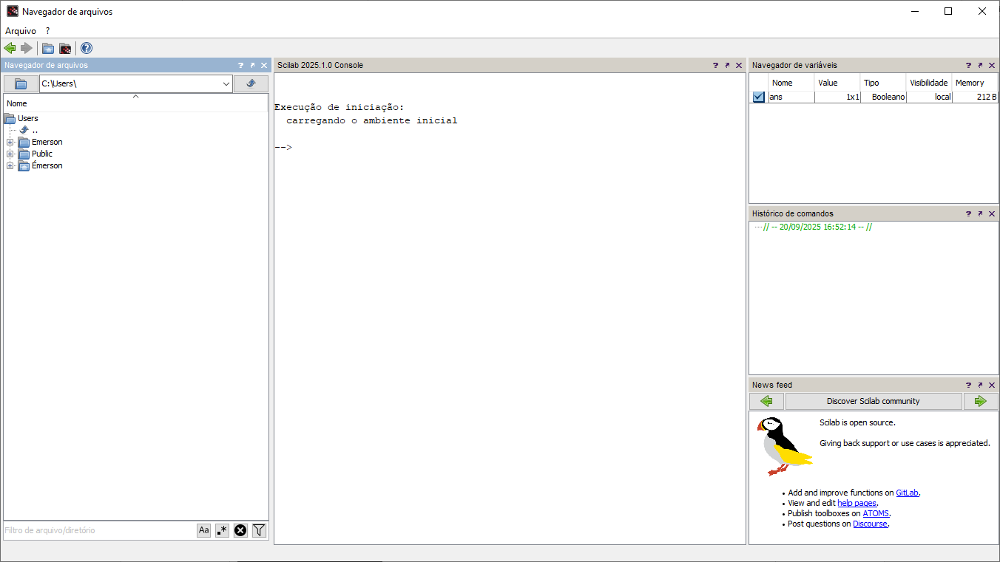 Navegador de arquivos
Arquivo ?
Navegador de arquivos
C:\Users\
Nome
Users
..
Emerson
Public
Émerson
Filtro de arquivo/diretório
Aa
.*
Scilab 2025.1.0 Console
Execução de iniciação:
carregando o ambiente inicial
-->
Navegador de variáveis
Nome Value Tipo Visibilidade Memory
ans 1x1 Booleano local 212 B
Histórico de comandos
// -- 20/09/2025 16:52:14 -- //
News feed
Discover Scilab community
Scilab is open source.
Giving back support or use cases is appreciated.
• Add and improve functions on GitLab.
• View and edit help pages.
• Publish toolboxes on ATOMS.
• Post questions on Discourse.